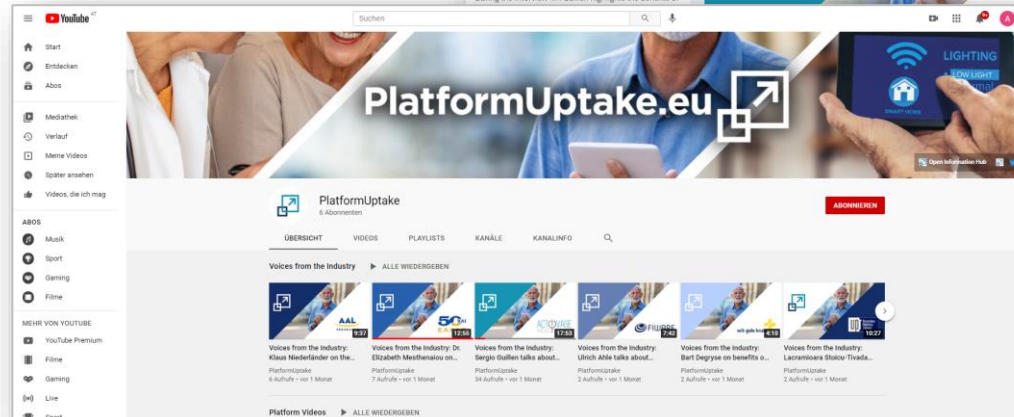 YouTube AT
Suchen
9+
A
Start
Entdecken
Abos
Mediathek
Verlauf
Meine Videos
Später ansehen
Videos, die ich mag
ABOS
Musik
Sport
Gaming
Filme
MEHR VON YOUTUBE
YouTube Premium
Filme
Gaming
Live
PlatformUptake.eu
LIGHTING
LOW LIGHT
SMART HOME
Open Information Hub
PlatformUptake
6 Abonnenten
ABONNIEREN
ÜBERSICHT VIDEOS PLAYLISTS KANÄLE KANALINFO
Voices from the Industry ALLE WIEDERGEBEN
AAL
9:37
12:56
17:53
FIWARE
7:42
4:10
10:27
Voices from the Industry: Klaus Niederländer on the...
PlatformUptake
6 Aufrufe • vor 1 Monat
Voices from the Industry: Dr. Elizabeth Mesthenaiou on...
PlatformUptake
7 Aufrufe • vor 1 Monat
Voices from the Industry: Sergio Guillen talks about...
PlatformUptake
34 Aufrufe • vor 1 Monat
Voices from the Industry: Ulrich Ahle talks about...
PlatformUptake
2 Aufrufe • vor 1 Monat
Voices from the Industry: Bart Degryse on benefits o...
PlatformUptake
2 Aufrufe • vor 1 Monat
Voices from the Industry: Lacramioara Stoicu-Tivada...
PlatformUptake
2 Aufrufe • vor 1 Monat
Platform Videos ALLE WIEDERGEBEN